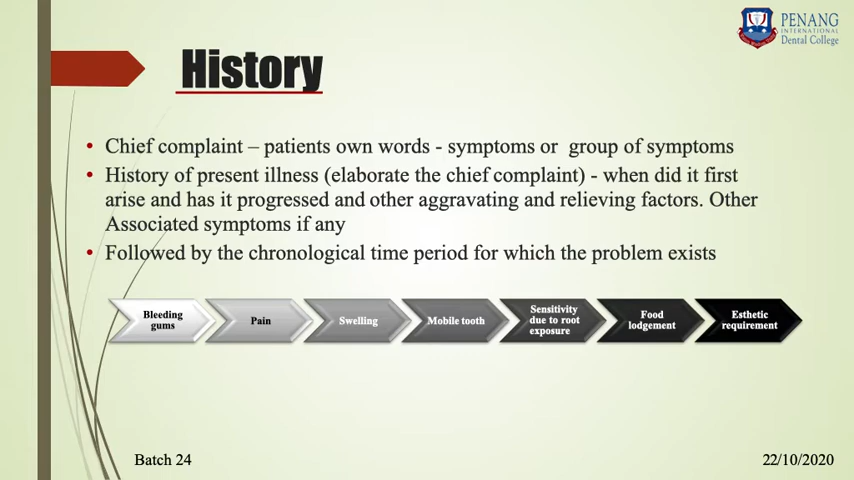 PENANG
INTERNATIONAL
Dental College
History
• Chief complaint – patients own words - symptoms or group of symptoms
• History of present illness (elaborate the chief complaint) - when did it first
arise and has it progressed and other aggravating and relieving factors. Other
Associated symptoms if any
• Followed by the chronological time period for which the problem exists
Bleeding
gums
Pain
Swelling
Mobile tooth
Sensitivity
due to root
exposure
Food
lodgement
Esthetic
requirement
Batch 24
22/10/2020